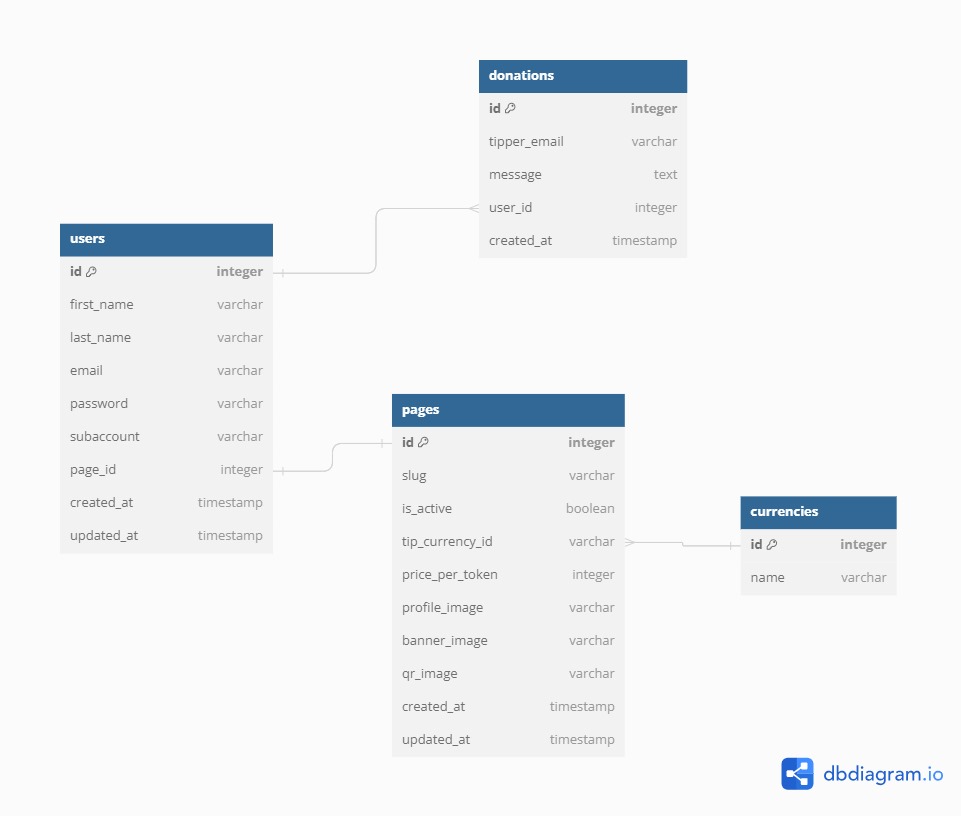 donations
id integer
tipper_email varchar
message text
user_id integer
created_at timestamp
users
id integer
first_name varchar
last_name varchar
email varchar
password varchar
subaccount varchar
page_id integer
created_at timestamp
updated_at timestamp
pages
id integer
slug varchar
is_active boolean
tip_currency_id varchar
price_per_token integer
profile_image varchar
banner_image varchar
qr_image varchar
created_at timestamp
updated_at timestamp
currencies
id integer
name varchar
dbdiagram.io